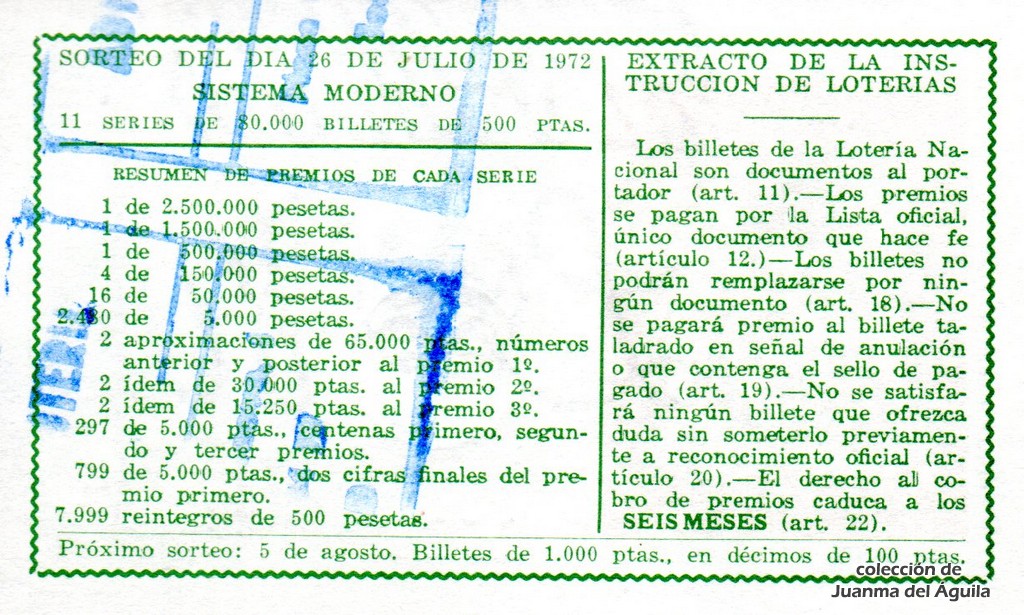 SORTEO DEL DIA 26 DE JULIO DE 1972
SISTEMA MODERNO
11 SERIES DE 80.000 BILLETES DE 500 PTAS.
RESUMEN DE PREMIOS DE CADA SERIE
1 de 2.500.000 pesetas.
1 de 1.500.000 pesetas.
1 de 500.000 pesetas.
4 de 150.000 pesetas.
16 de 50.000 pesetas.
2.480 de 5.000 pesetas.
2 aproximaciones de 65.000 ptas., números
anterior y posterior al premio 1º.
2 ídem de 30.000 ptas. al premio 2º.
2 ídem de 15.250 ptas. al premio 3º.
297 de 5.000 ptas., centenas primero, segun-
do y tercer premios.
799 de 5.000 ptas., dos cifras finales del pre-
mio primero.
7.999 reintegros de 500 pesetas.
EXTRACTO DE LA INS-
TRUCCION DE LOTERIAS
Los billetes de la Lotería Na-
cional son documentos al por-
tador (art. 11).—Los premios
se pagan por la Lista oficial,
único documento que hace fe
(artículo 12.)—Los billetes no
podrán remplazarse por nin-
gún documento (art. 18).—No
se pagará premio al billete ta-
ladrado en señal de anulación
o que contenga el sello de pa-
gado (art. 19).—No se satisfa-
rá ningún billete que ofrezca
duda sin someterlo previamen-
te a reconocimiento oficial (ar-
tículo 20).—El derecho al co-
bro de premios caduca a los
SEIS MESES (art. 22).
Próximo sorteo: 5 de agosto. Billetes de 1.000 ptas., en décimos de 100 ptas.
colección de
Juanma del Águila